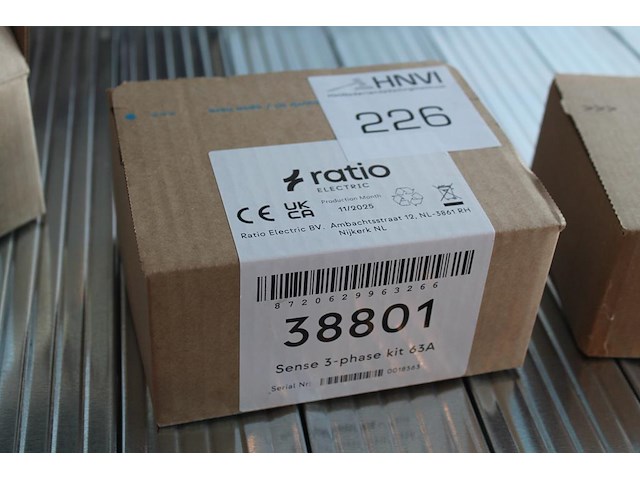 HNVI
226
ratio
ELECTRIC
Production Month
11/2025
CE UK CA
Ratio Electric BV. Ambachtsstraat 12, NL-3861 RH
Nijkerk NL
8720629963266
38801
Sense 3-phase kit 63A
Serial Nr: 0018563
>>>